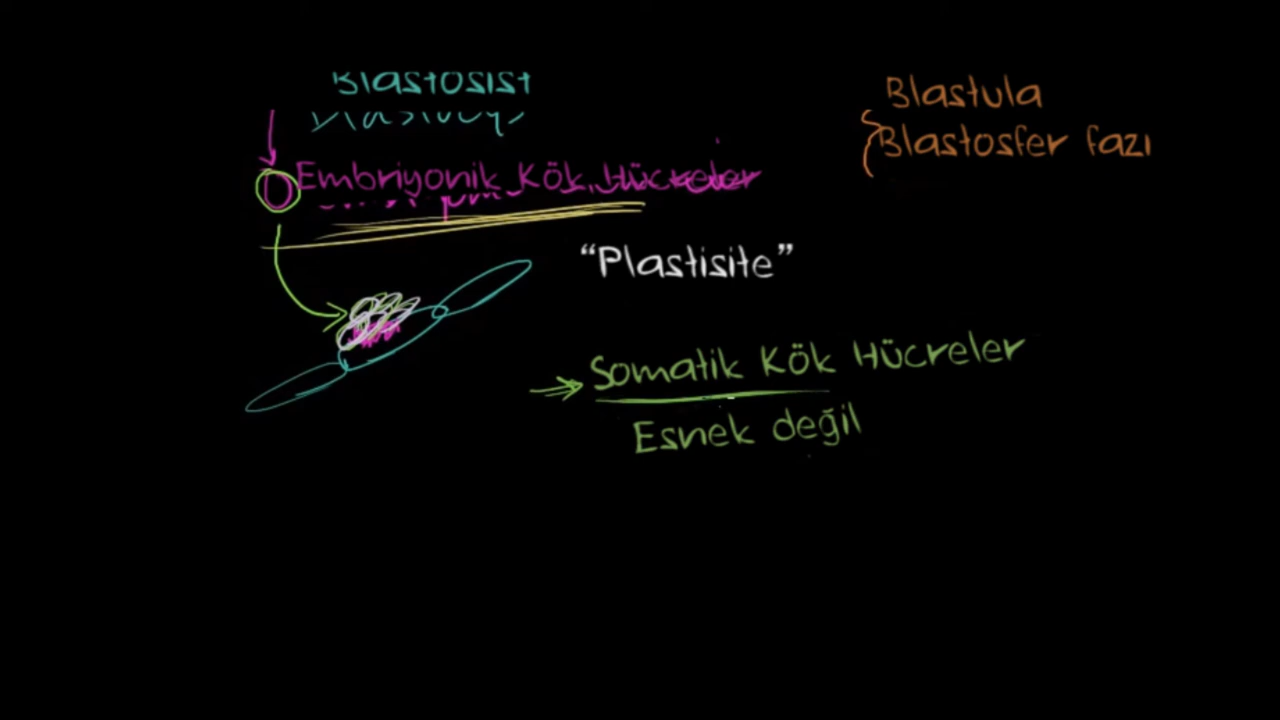 Blastosist
Blastula
Blastosfer fazı
Embriyonik Kök Hücreler
“Plastisite”
Somatik Kök Hücreler
Esnek değil